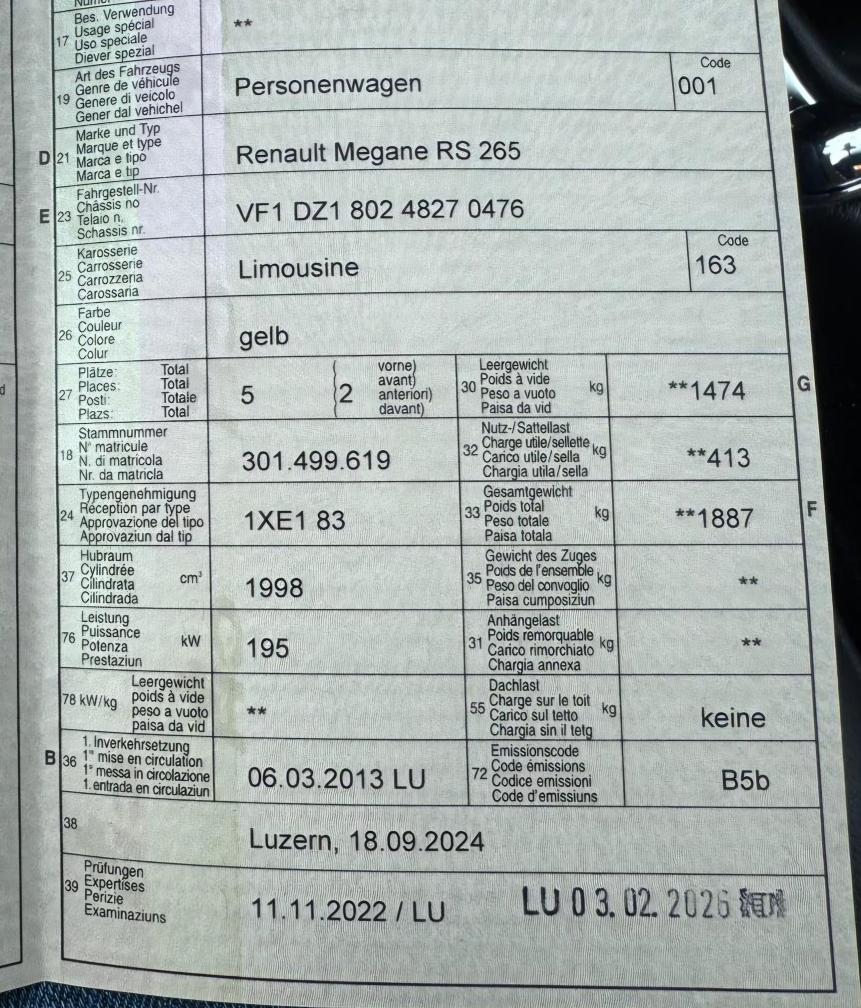 Bes. Verwendung
17 Usage spécial
Uso speciale
Diever spezial
**
Art des Fahrzeugs
19 Genre de véhicule
Genere di veicolo
Gener dal vehichel
Personenwagen
Code
001
D 21 Marke und Typ
Marque et type
Marca e tipo
Marca e tip
Renault Megane RS 265
E 23 Fahrgestell-Nr.
Châssis no
Telaio n.
Schassis nr.
VF1 DZ1 802 4827 0476
25 Karosserie
Carrosserie
Carrozzeria
Carossaria
Limousine
Code
163
26 Farbe
Couleur
Colore
Colur
gelb
27 Plätze: Total
Places: Total
Posti: Totale
Plazs: Total
5
2
vorne)
avant)
anteriori)
davant)
30 Leergewicht
Poids à vide kg
Peso a vuoto
Paisa da vid
**1474
G
18 Stammnummer
N° matricule
N. di matricola
Nr. da matricla
301.499.619
32 Nutz-/Sattellast
Charge utile/sellette kg
Carico utile/sella
Chargia utila/sella
**413
24 Typengenehmigung
Réception par type
Approvazione del tipo
Approvaziun dal tip
1XE1 83
33 Gesamtgewicht
Poids total kg
Peso totale
Paisa totala
**1887
F
37 Hubraum
Cylindrée cm³
Cilindrata
Cilindrada
1998
35 Gewicht des Zuges
Poids de l'ensemble kg
Peso del convoglio
Paisa cumposiziun
**
76 Leistung
Puissance kW
Potenza
Prestaziun
195
31 Anhängelast
Poids remorquable kg
Carico rimorchiato
Chargia annexa
**
78 kW/kg Leergewicht
poids à vide
peso a vuoto
paisa da vid
**
55 Dachlast
Charge sur le toit kg
Carico sul tetto
Chargia sin il tetg
keine
B 36 1. Inverkehrsetzung
1re mise en circulation
1a messa in circolazione
1. entrada en circulaziun
06.03.2013 LU
72 Emissionscode
Code émissions
Codice emissioni
Code d'emissiuns
B5b
38
Luzern, 18.09.2024
39 Prüfungen
Expertises
Perizie
Examinaziuns
11.11.2022 / LU
LU 0 3. 02. 2026